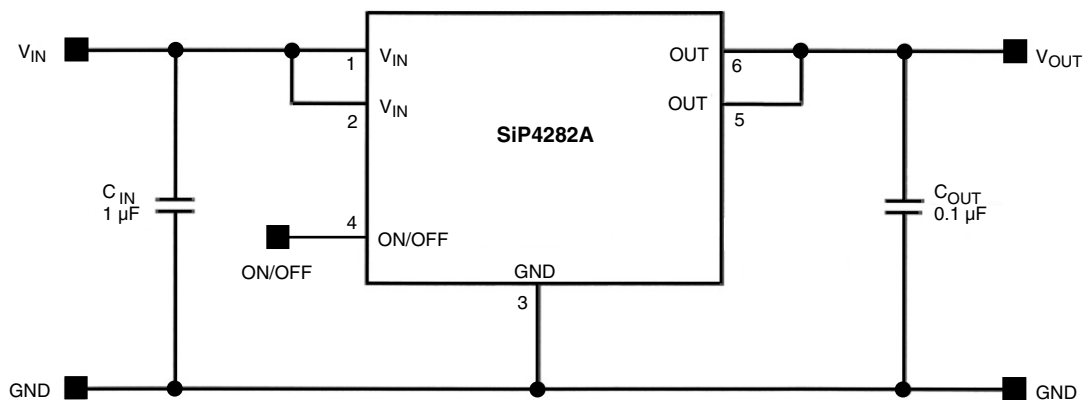 VIN
1
VIN
OUT
6
VOUT
2
VIN
OUT
5
SiP4282A
CIN
1 µF
COUT
0.1 µF
4
ON/OFF
ON/OFF
GND
3
GND
GND